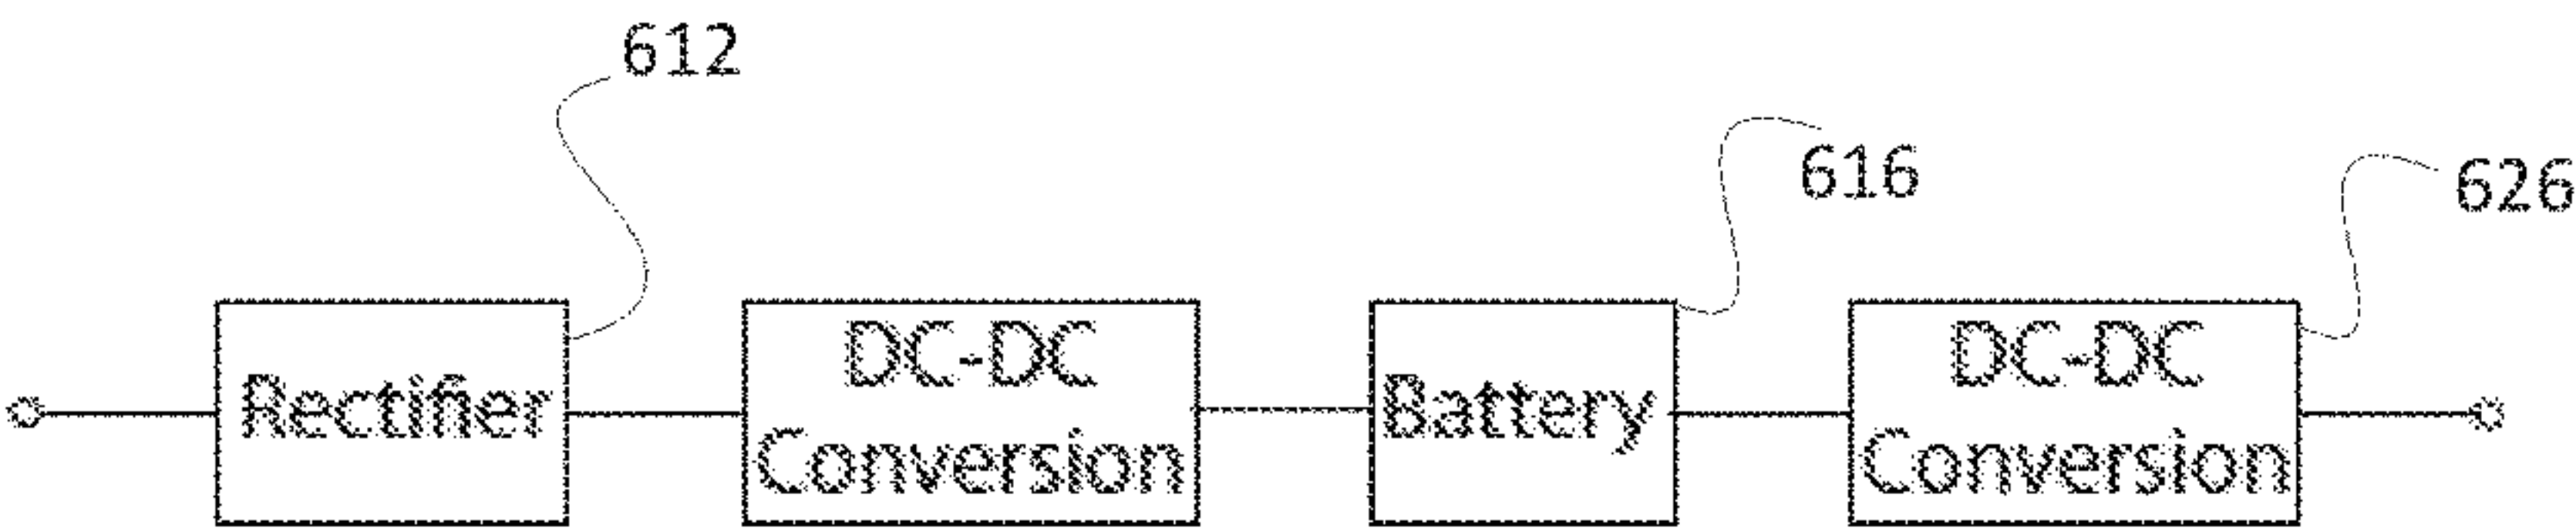 612
616
626
Rectifier
DC-DC
Conversion
Battery
DC-DC
Conversion